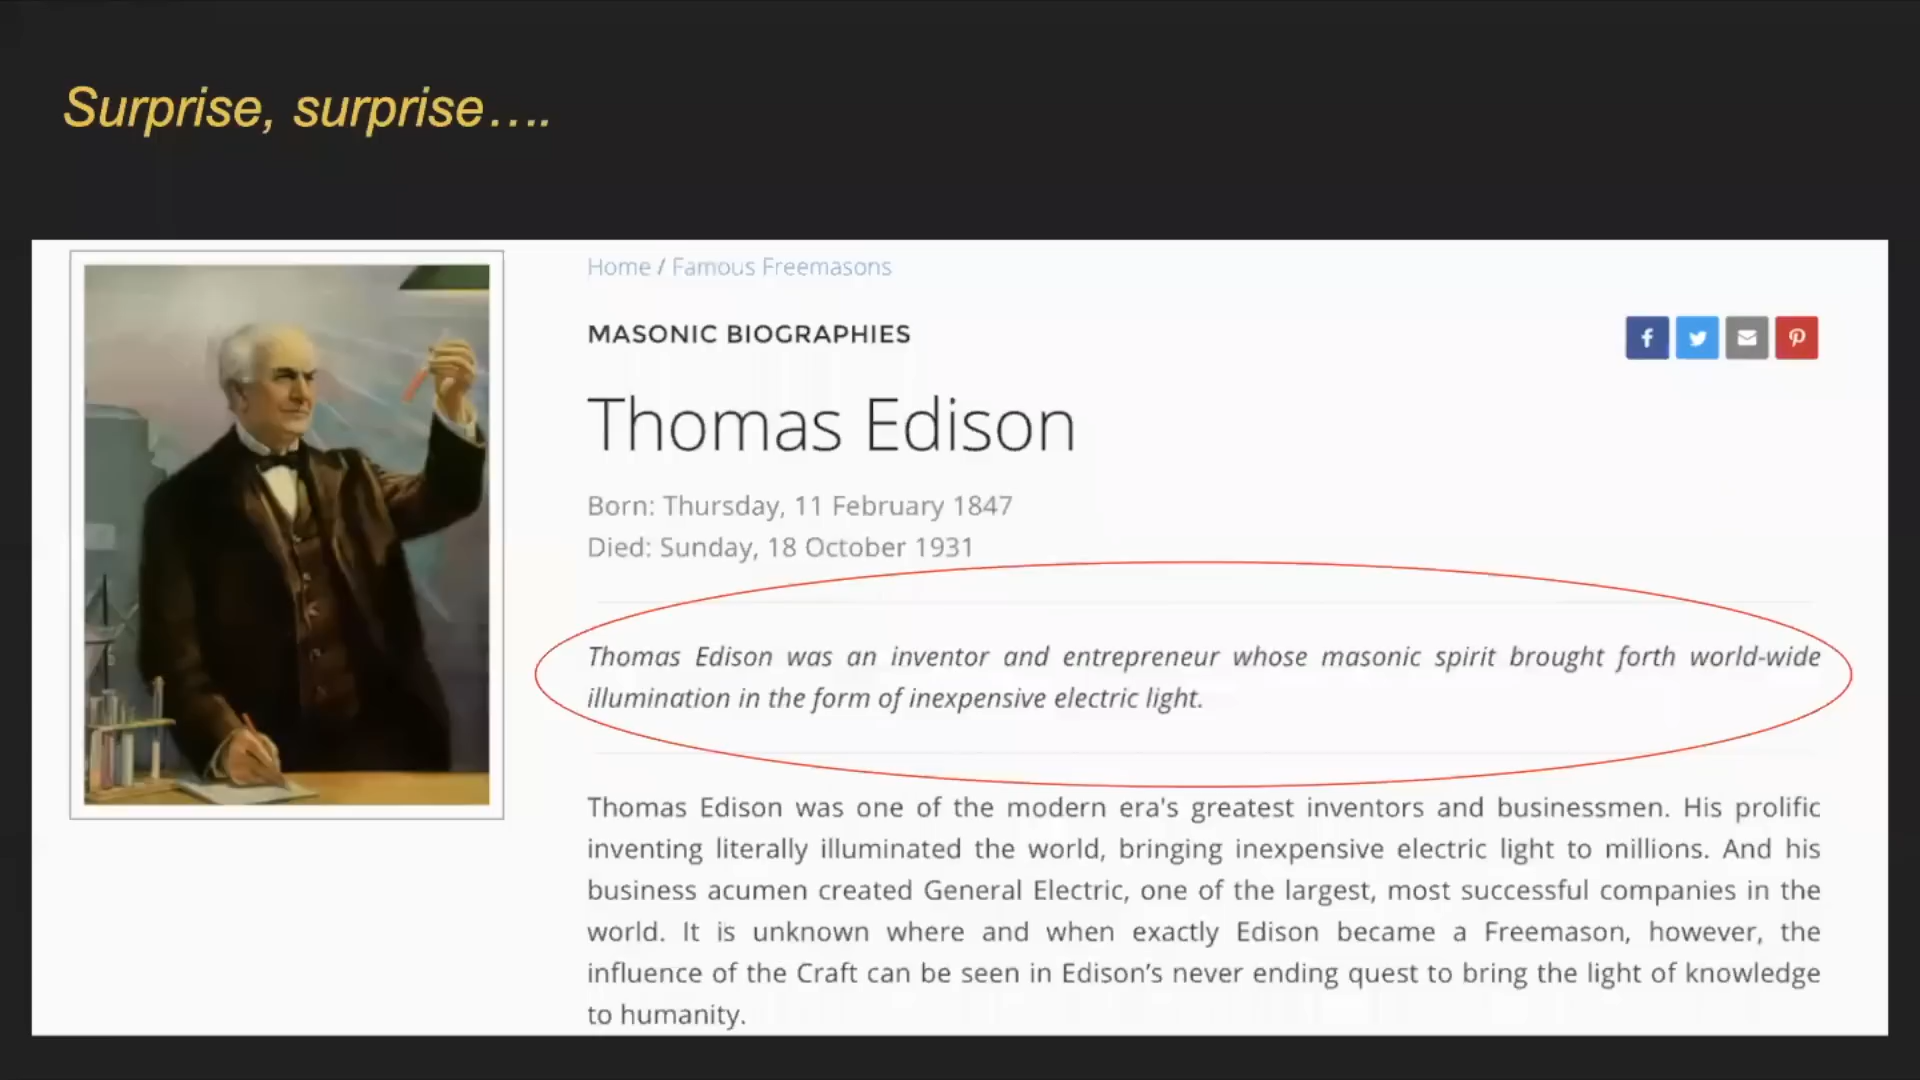 Surprise, surprise….
Home / Famous Freemasons
MASONIC BIOGRAPHIES
Thomas Edison
Born: Thursday, 11 February 1847
Died: Sunday, 18 October 1931
Thomas Edison was an inventor and entrepreneur whose masonic spirit brought forth world-wide
illumination in the form of inexpensive electric light.
Thomas Edison was one of the modern era's greatest inventors and businessmen. His prolific
inventing literally illuminated the world, bringing inexpensive electric light to millions. And his
business acumen created General Electric, one of the largest, most successful companies in the
world. It is unknown where and when exactly Edison became a Freemason, however, the
influence of the Craft can be seen in Edison’s never ending quest to bring the light of knowledge
to humanity.